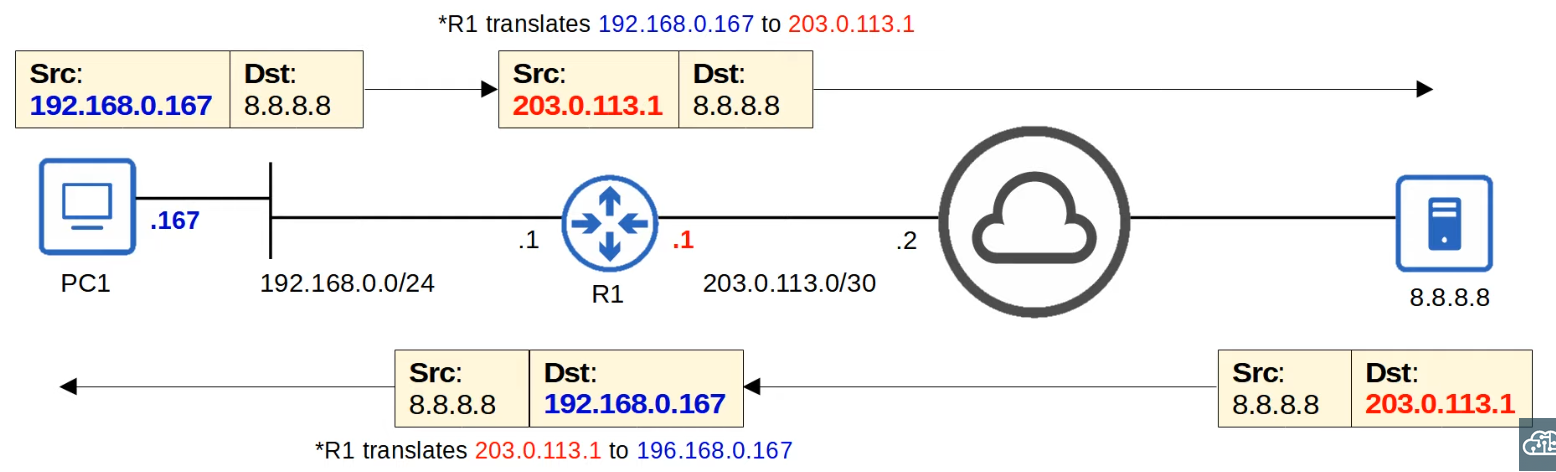 *R1 translates 192.168.0.167 to 203.0.113.1
Src: Dst:
192.168.0.167 8.8.8.8
Src: Dst:
203.0.113.1 8.8.8.8
.167
PC1
192.168.0.0/24
.1
R1
.1
203.0.113.0/30
.2
8.8.8.8
Src: Dst:
8.8.8.8 192.168.0.167
Src: Dst:
8.8.8.8 203.0.113.1
*R1 translates 203.0.113.1 to 196.168.0.167